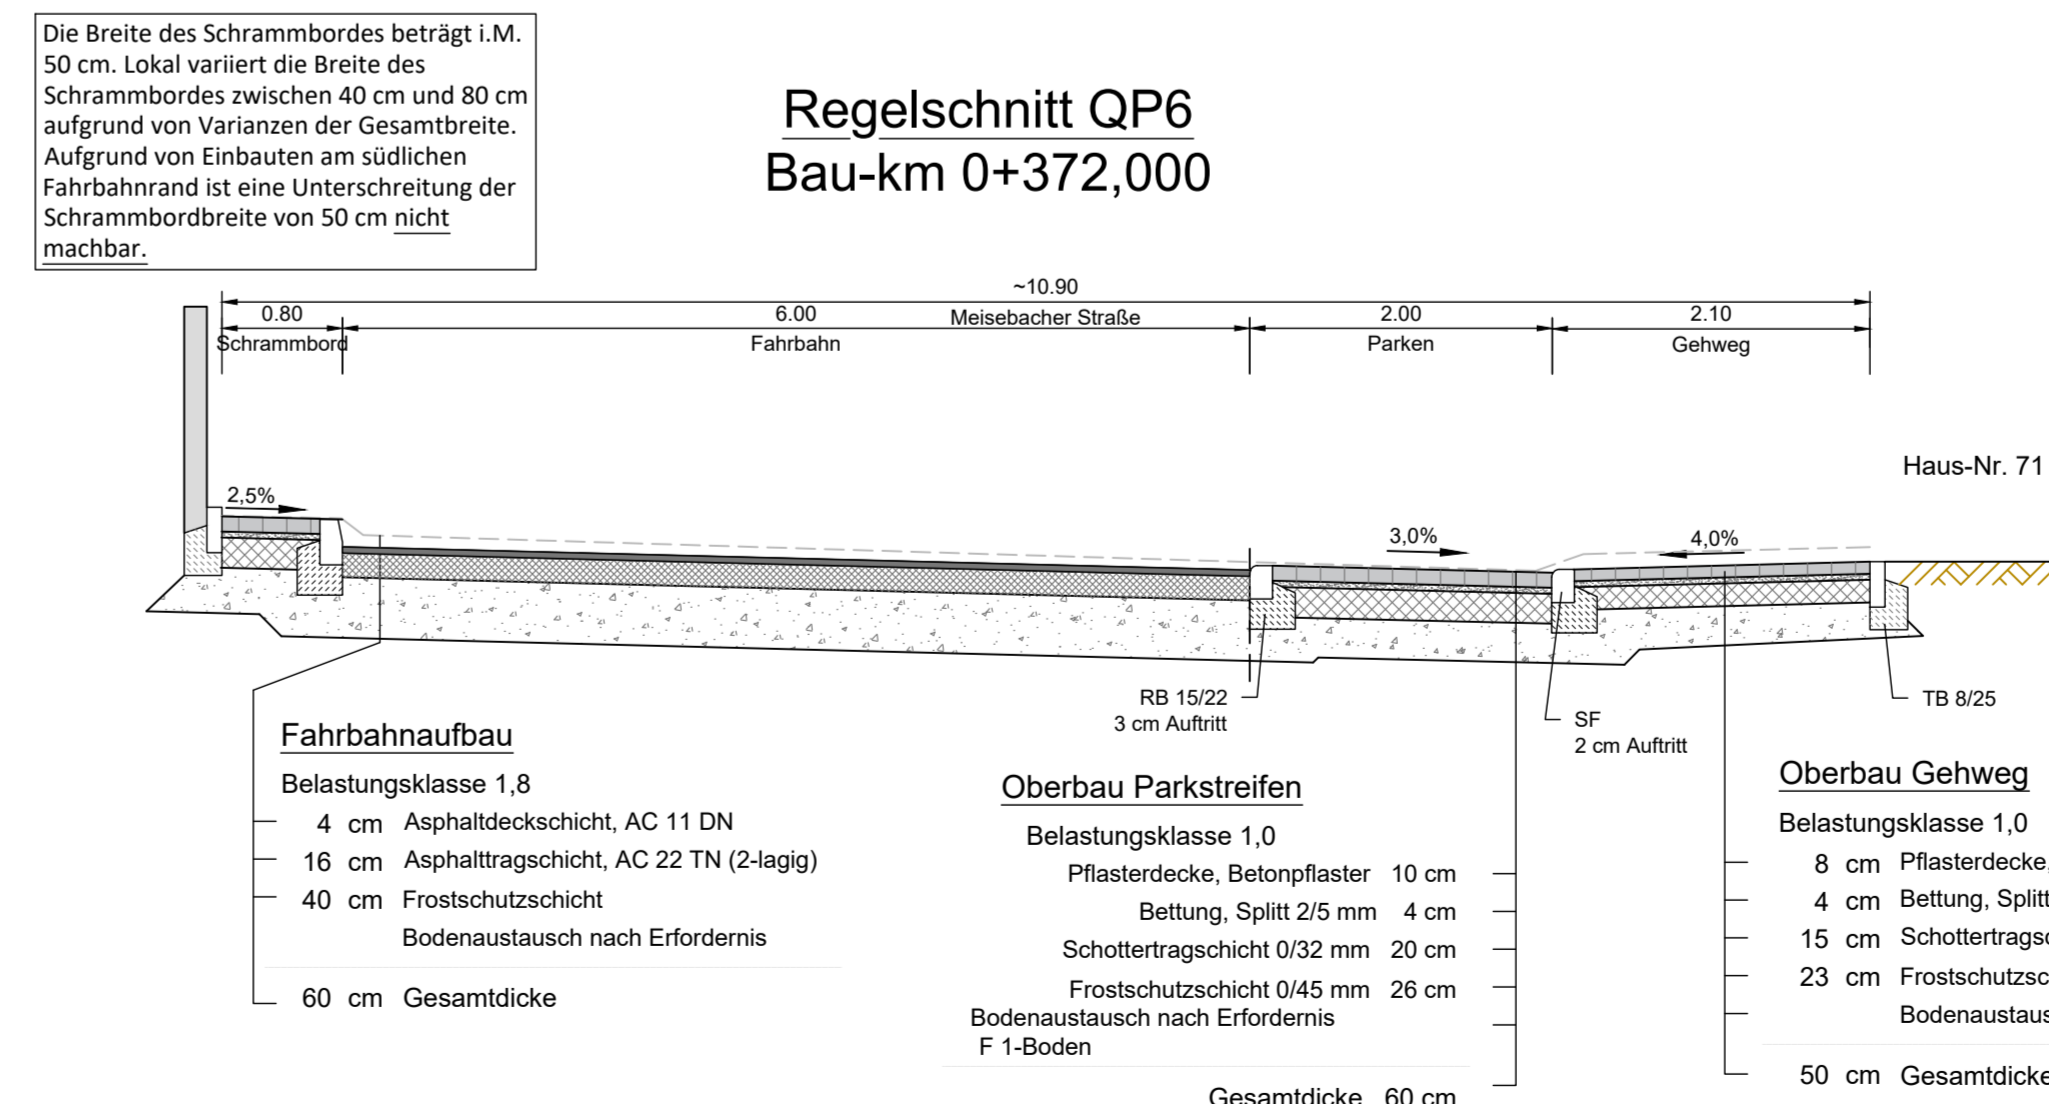 Die Breite des Schrammbordes beträgt i.M.
50 cm. Lokal variiert die Breite des
Schrammbordes zwischen 40 cm und 80 cm
aufgrund von Varianzen der Gesamtbreite.
Aufgrund von Einbauten am südlichen
Fahrbahnrand ist eine Unterschreitung der
Schrammbordbreite von 50 cm nicht
machbar.
Regelschnitt QP6
Bau-km 0+372,000
~10.90
0.80
6.00
Meisebacher Straße
2.00
2.10
Schrammbord
Fahrbahn
Parken
Gehweg
Haus-Nr. 71
2,5%
3,0%
4,0%
RB 15/22
3 cm Auftritt
SF
2 cm Auftritt
TB 8/25
Fahrbahnaufbau
Belastungsklasse 1,8
4 cm Asphaltdeckschicht, AC 11 DN
16 cm Asphalttragschicht, AC 22 TN (2-lagig)
40 cm Frostschutzschicht
Bodenaustausch nach Erfordernis
60 cm Gesamtdicke
Oberbau Parkstreifen
Belastungsklasse 1,0
Pflasterdecke, Betonpflaster 10 cm
Bettung, Splitt 2/5 mm 4 cm
Schottertragschicht 0/32 mm 20 cm
Frostschutzschicht 0/45 mm 26 cm
Bodenaustausch nach Erfordernis
F 1-Boden
Gesamtdicke 60 cm
Oberbau Gehweg
Belastungsklasse 1,0
8 cm Pflasterdecke,
4 cm Bettung, Splitt
15 cm Schottertragsc
23 cm Frostschutzsc
Bodenaustaus
50 cm Gesamtdicke